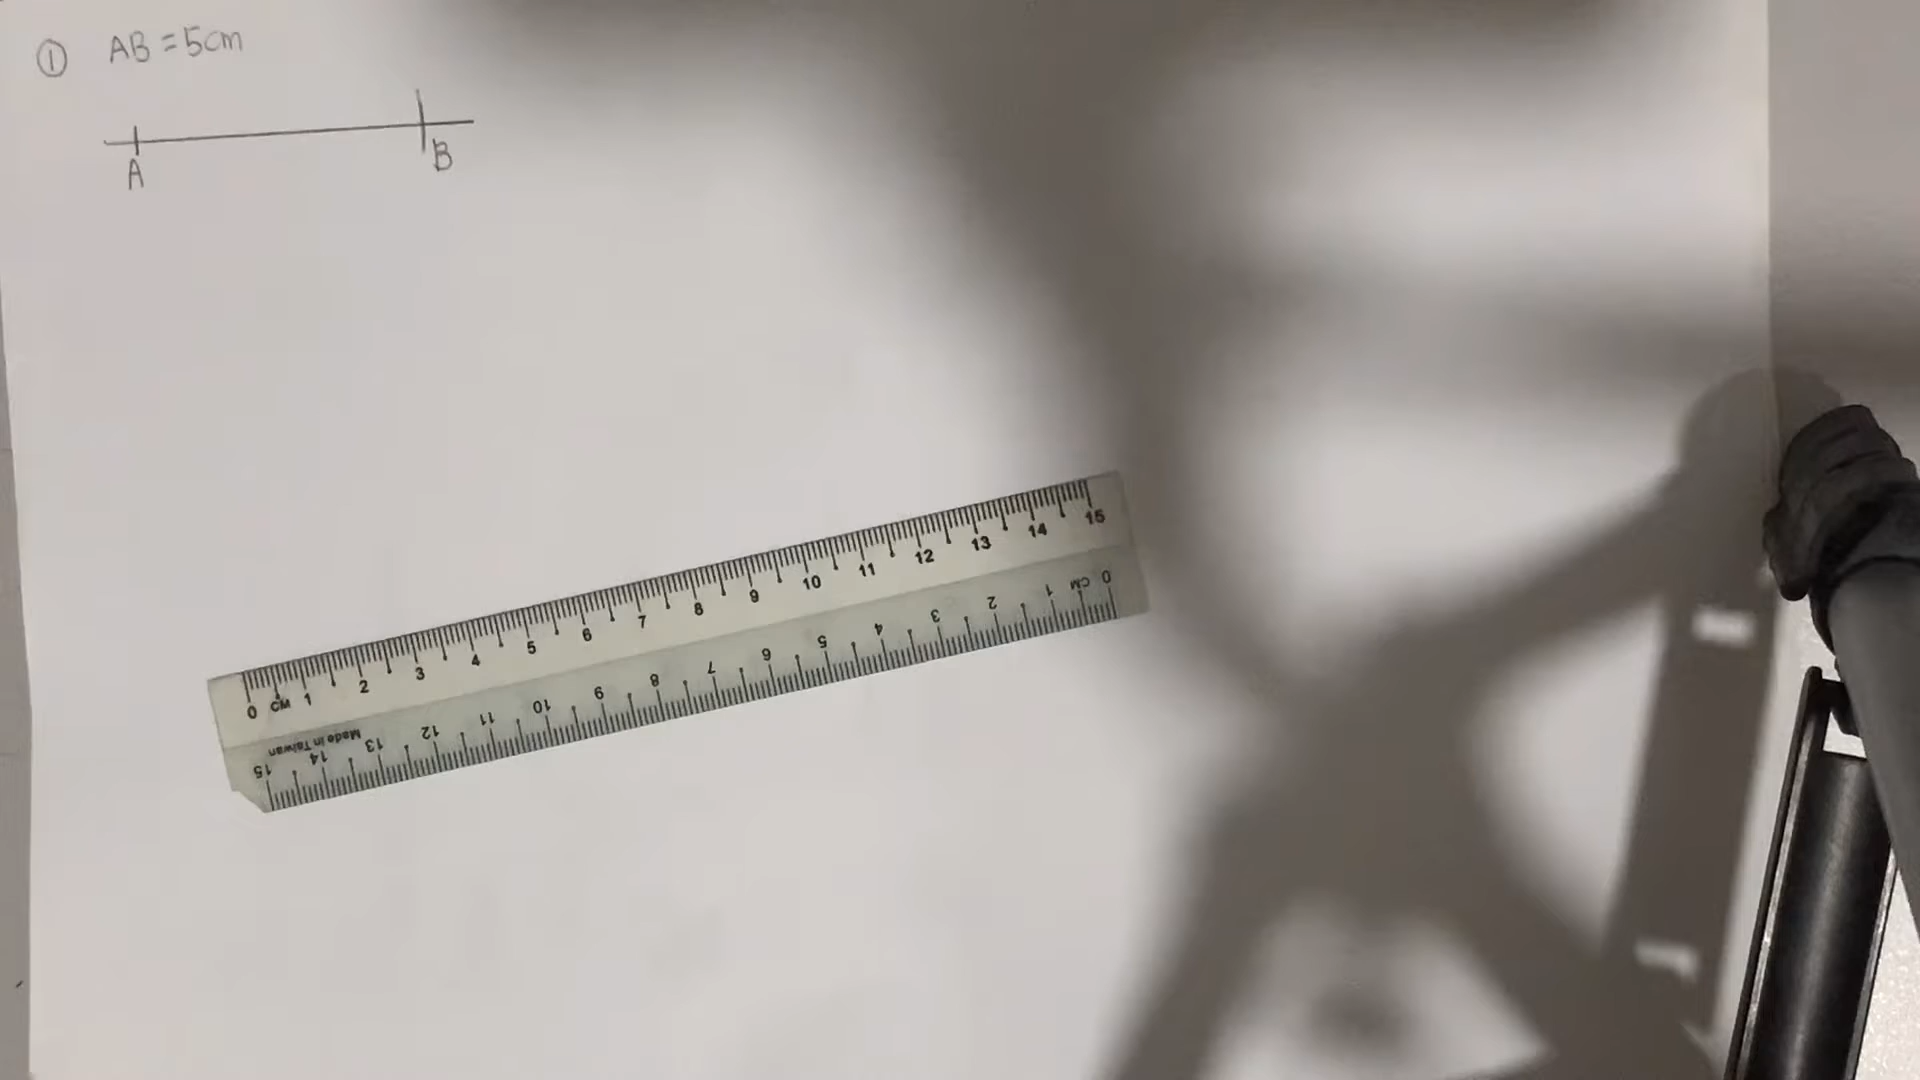 ① AB = 5cm
A B
0 CM 1 2 3 4 5 6 7 8 9 10 11 12 13 14 15
0 CM 1 2 3 4 5 6 7 8 9 10 11 12 13 14 15
Made in Taiwan